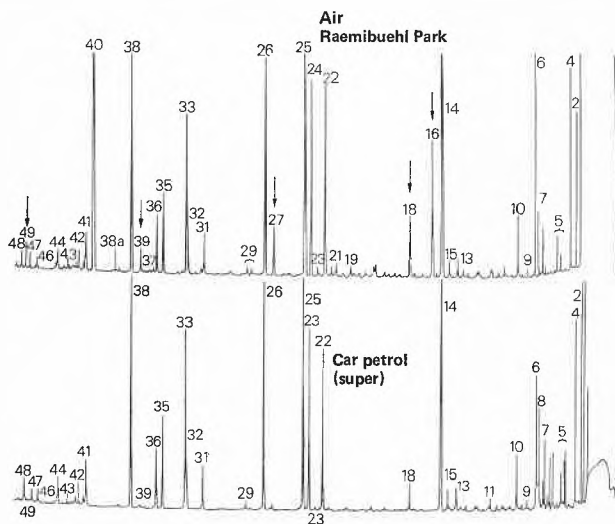 Air
Raemibuehl Park
40 38 26 25 24 22 14 6 4 2
33 16
36 35 27 18 10 7
49 48 47 46 44 43 42 41 38a 39 37 32 31 29 23 21 19 15 13 9 5
38 26 25 23 22 14 6 4 2
Car petrol
(super)
33 8
36 35 32 31 10 7 5
48 47 46 44 43 42 41 39 29 18 15 13 11 9
49 23